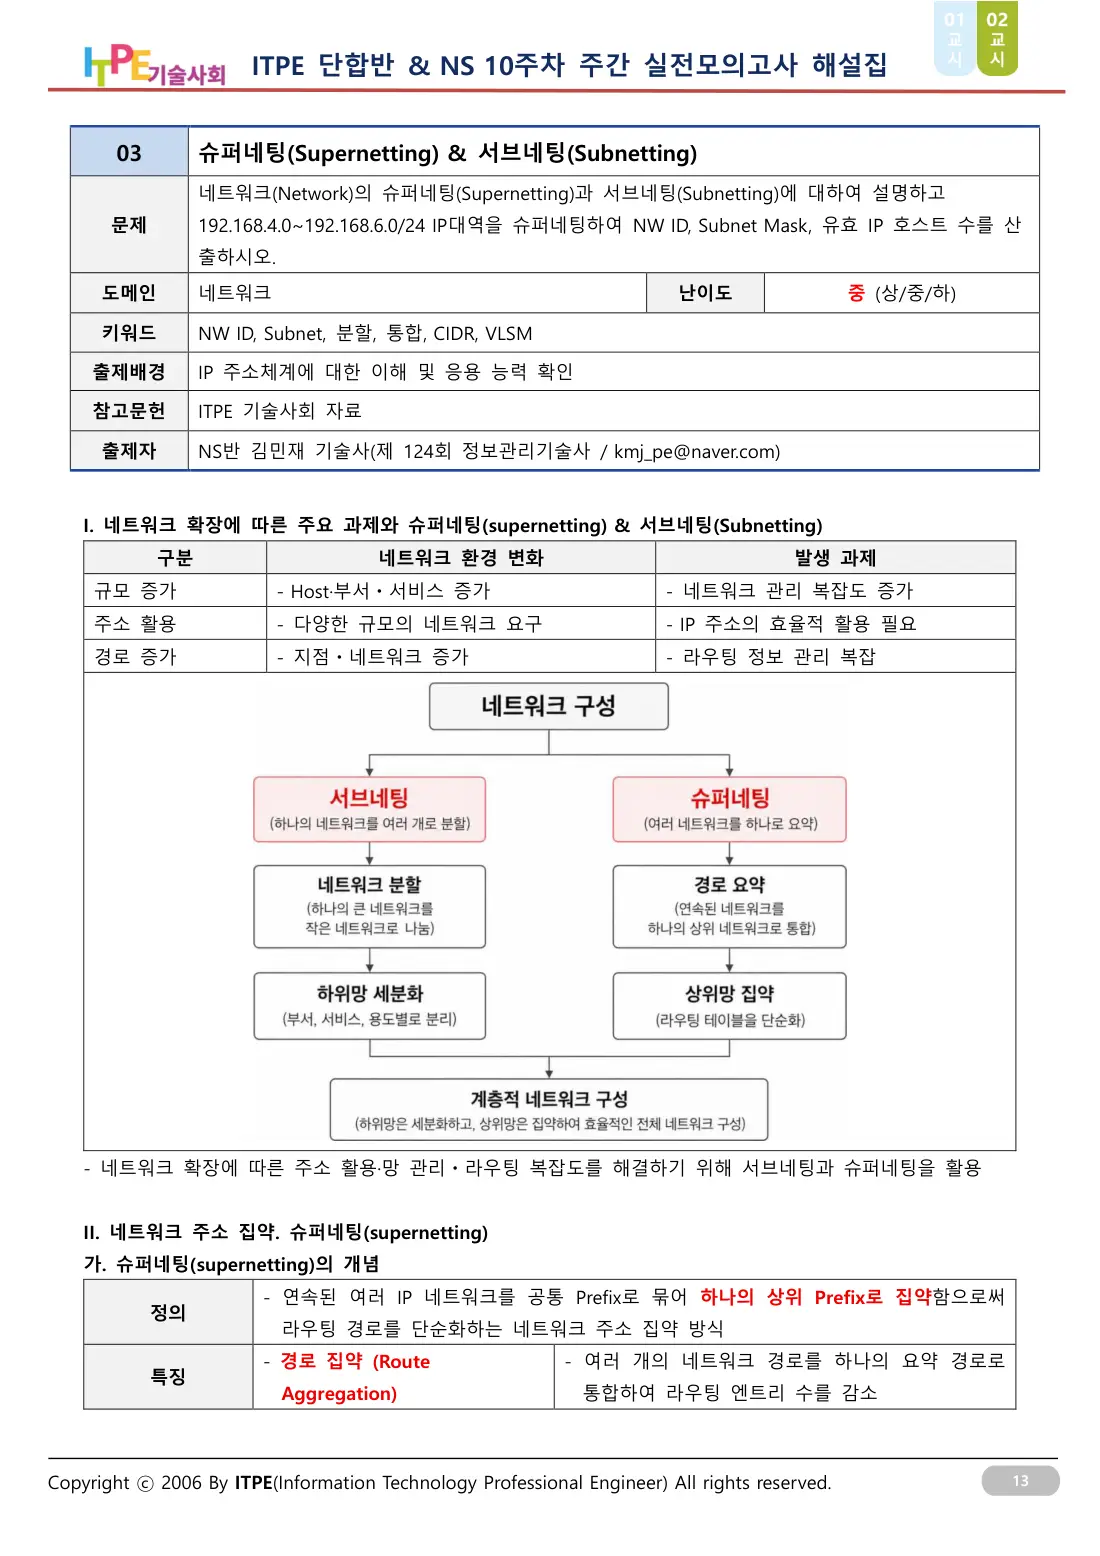 01
교
시
02
교
시
ITPE기술사회
ITPE 단합반 & NS 10주차 주간 실전모의고사 해설집
03
슈퍼네팅(Supernetting) & 서브네팅(Subnetting)
문제
네트워크(Network)의 슈퍼네팅(Supernetting)과 서브네팅(Subnetting)에 대하여 설명하고
192.168.4.0~192.168.6.0/24 IP대역을 슈퍼네팅하여 NW ID, Subnet Mask, 유효 IP 호스트 수를 산
출하시오.
도메인
네트워크
난이도
중 (상/중/하)
키워드
NW ID, Subnet, 분할, 통합, CIDR, VLSM
출제배경
IP 주소체계에 대한 이해 및 응용 능력 확인
참고문헌
ITPE 기술사회 자료
출제자
NS반 김민재 기술사(제 124회 정보관리기술사 / kmj_pe@naver.com)
I. 네트워크 확장에 따른 주요 과제와 슈퍼네팅(supernetting) & 서브네팅(Subnetting)
구분
네트워크 환경 변화
발생 과제
규모 증가
- Host·부서・서비스 증가
- 네트워크 관리 복잡도 증가
주소 활용
- 다양한 규모의 네트워크 요구
- IP 주소의 효율적 활용 필요
경로 증가
- 지점・네트워크 증가
- 라우팅 정보 관리 복잡
네트워크 구성
서브네팅
(하나의 네트워크를 여러 개로 분할)
슈퍼네팅
(여러 네트워크를 하나로 요약)
네트워크 분할
(하나의 큰 네트워크를
작은 네트워크로 나눔)
경로 요약
(연속된 네트워크를
하나의 상위 네트워크로 통합)
하위망 세분화
(부서, 서비스, 용도별로 분리)
상위망 집약
(라우팅 테이블을 단순화)
계층적 네트워크 구성
(하위망은 세분화하고, 상위망은 집약하여 효율적인 전체 네트워크 구성)
- 네트워크 확장에 따른 주소 활용·망 관리・라우팅 복잡도를 해결하기 위해 서브네팅과 슈퍼네팅을 활용
II. 네트워크 주소 집약. 슈퍼네팅(supernetting)
가. 슈퍼네팅(supernetting)의 개념
정의
- 연속된 여러 IP 네트워크를 공통 Prefix로 묶어 하나의 상위 Prefix로 집약함으로써
라우팅 경로를 단순화하는 네트워크 주소 집약 방식
특징
- 경로 집약 (Route
Aggregation)
- 여러 개의 네트워크 경로를 하나의 요약 경로로
통합하여 라우팅 엔트리 수를 감소
Copyright ⓒ 2006 By ITPE(Information Technology Professional Engineer) All rights reserved.
13